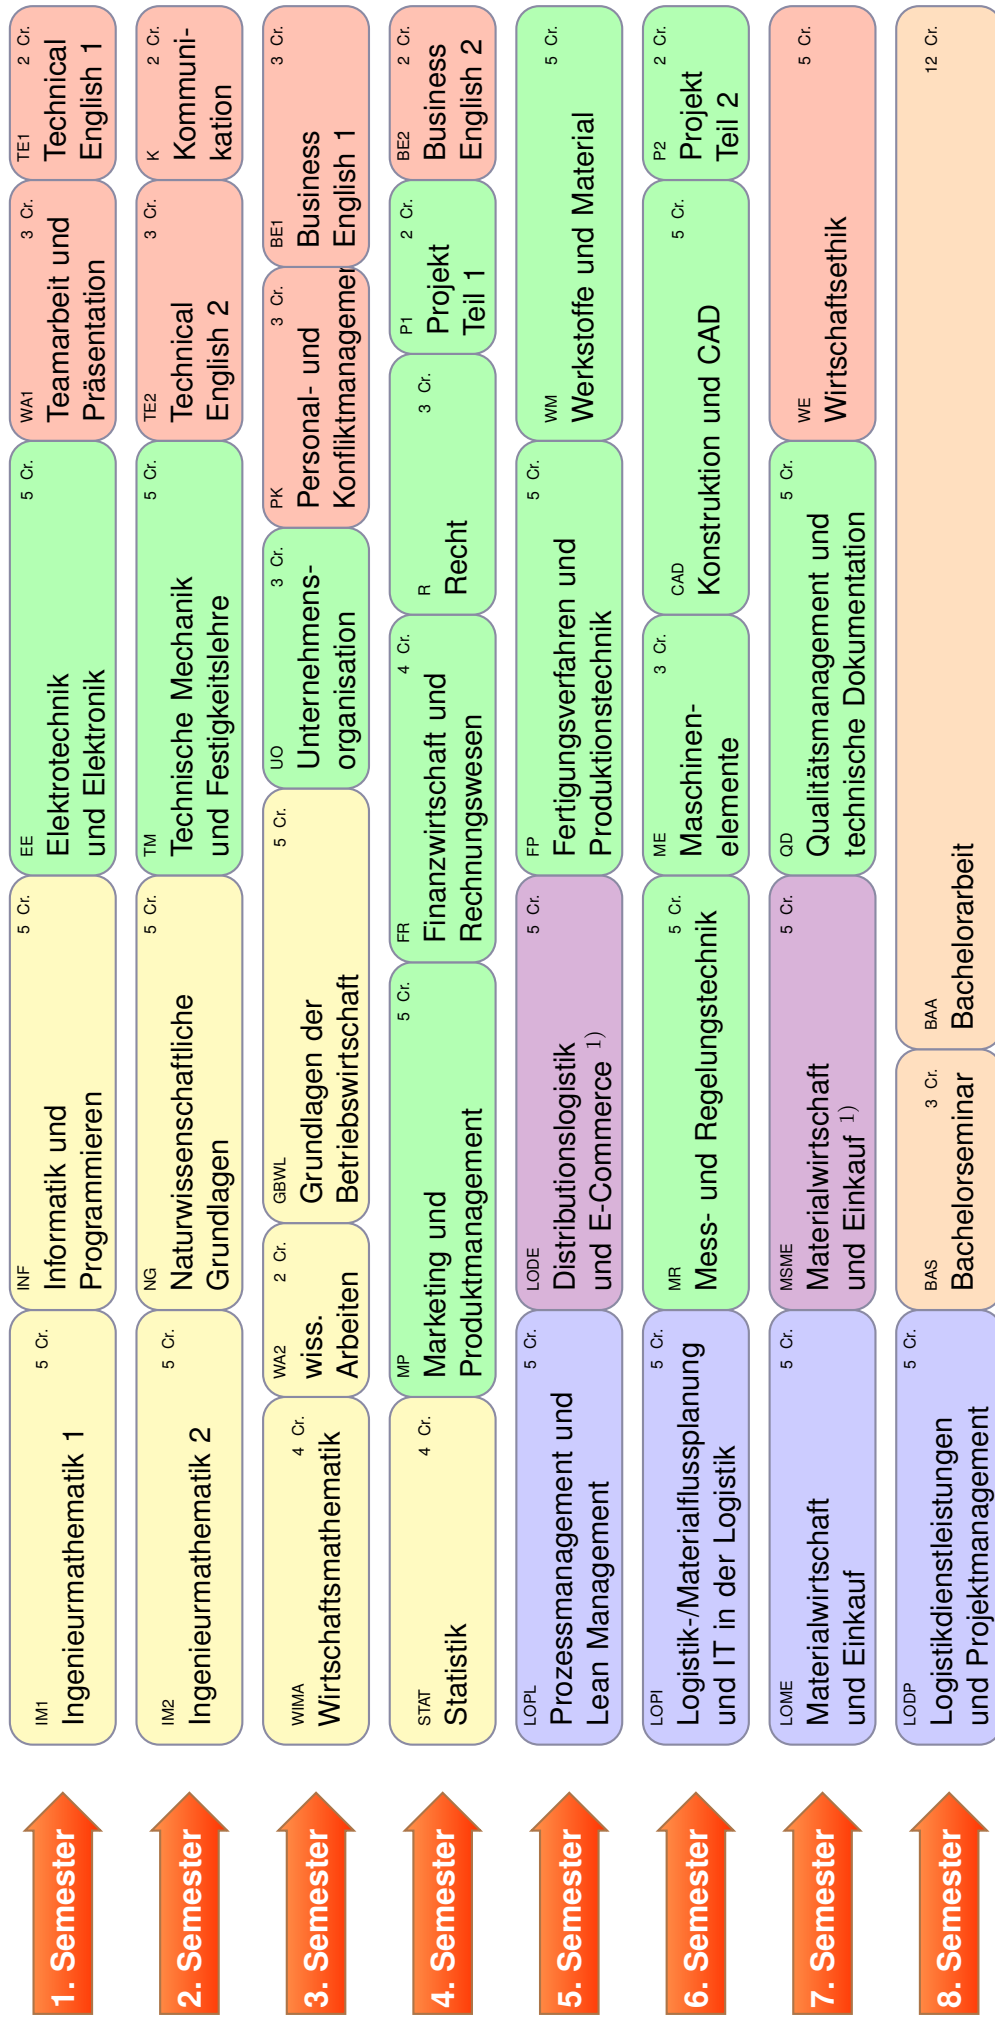 1. Semester
IM1 5 Cr.
Ingenieurmathematik 1
INF 5 Cr.
Informatik und
Programmieren
EE 5 Cr.
Elektrotechnik
und Elektronik
WA1 3 Cr.
Teamarbeit und
Präsentation
TE1 2 Cr.
Technical
English 1
2. Semester
IM2 5 Cr.
Ingenieurmathematik 2
NG 5 Cr.
Naturwissenschaftliche
Grundlagen
TM 5 Cr.
Technische Mechanik
und Festigkeitslehre
TE2 3 Cr.
Technical
English 2
K 2 Cr.
Kommuni-
kation
3. Semester
WIMA 4 Cr.
Wirtschaftsmathematik
WA2 2 Cr.
wiss.
Arbeiten
GBWL 5 Cr.
Grundlagen der
Betriebswirtschaft
UO 3 Cr.
Unternehmens-
organisation
PK 3 Cr.
Personal- und
Konfliktmanagemen
BE1 3 Cr.
Business
English 1
4. Semester
STAT 4 Cr.
Statistik
MP 5 Cr.
Marketing und
Produktmanagement
FR 4 Cr.
Finanzwirtschaft und
Rechnungswesen
R 3 Cr.
Recht
P1 2 Cr.
Projekt
Teil 1
BE2 2 Cr.
Business
English 2
5. Semester
LOPL 5 Cr.
Prozessmanagement und
Lean Management
LODE 5 Cr.
Distributionslogistik
und E-Commerce 1)
FP 5 Cr.
Fertigungsverfahren und
Produktionstechnik
WM 5 Cr.
Werkstoffe und Material
6. Semester
LOPI 5 Cr.
Logistik-/Materialflussplanung
und IT in der Logistik
MR 5 Cr.
Mess- und Regelungstechnik
ME 3 Cr.
Maschinen-
elemente
CAD 5 Cr.
Konstruktion und CAD
P2 2 Cr.
Projekt
Teil 2
7. Semester
LOME 5 Cr.
Materialwirtschaft
und Einkauf
MSME 5 Cr.
Materialwirtschaft
und Einkauf 1)
QD 5 Cr.
Qualitätsmanagement und
technische Dokumentation
WE 5 Cr.
Wirtschaftsethik
8. Semester
LODP 5 Cr.
Logistikdienstleistungen
und Projektmanagement
BAS 3 Cr.
Bachelorseminar
BAA 12 Cr.
Bachelorarbeit